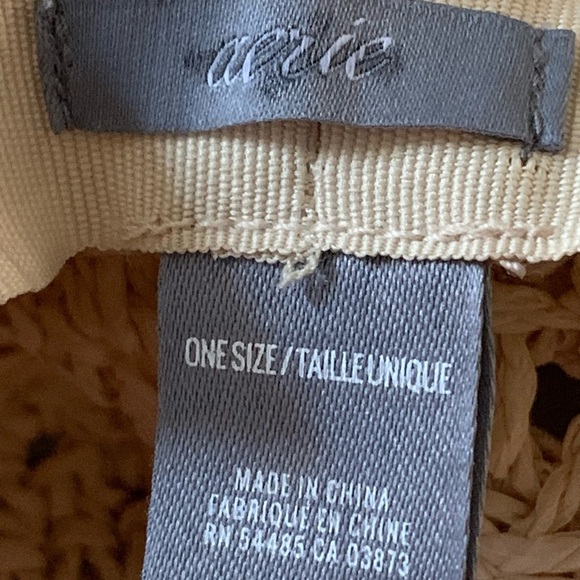 aerie
ONE SIZE / TAILLE UNIQUE
MADE IN CHINA
FABRIQUE EN CHINE
RN 54485 CA 03873